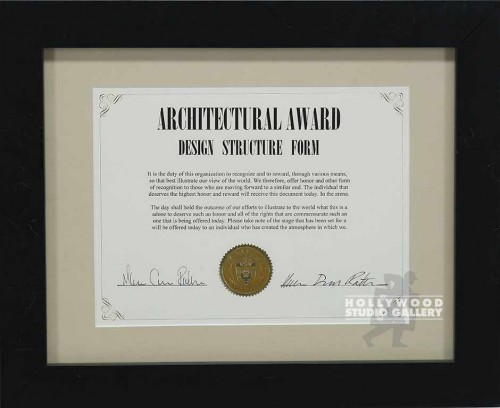 ARCHITECTURAL AWARD
DESIGN STRUCTURE FORM
It is the duty of this organization to recognize and to reward, through various means,
so that best illustrate our view of the world. We therefore, offer honor and other form
of recognition to those who are moving forward to a similar end. The individual that
deserves the highest honor and reward will receive this document today. In the arena.
The day shall hold the outcome of our efforts to illustrate to the world what this is a
adese to deserve such an honor and all of the rights that are commensurate such an
one that is being offered today. Please take note of the stage that has been set for a
will be offered today to an individual who has created the atmosphere in which we.
HOLLYWOOD
STUDIO GALLERY